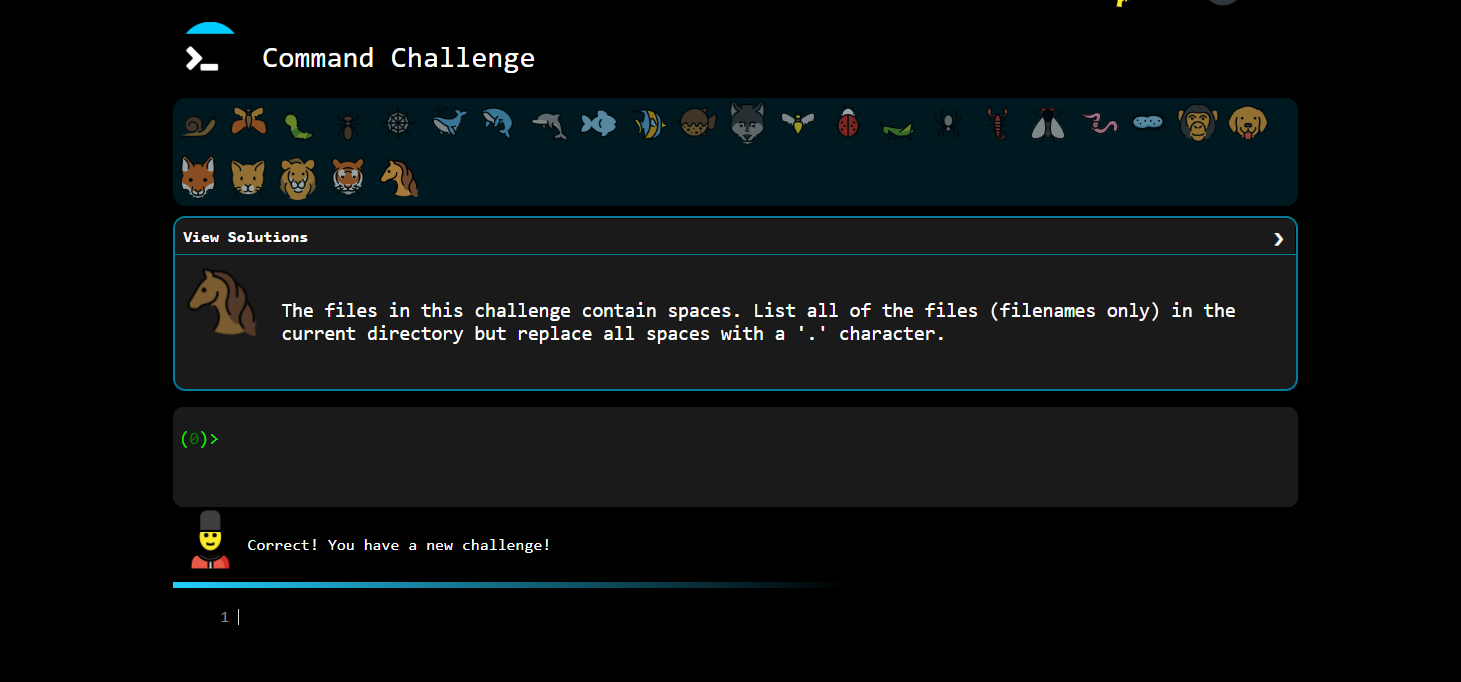 Command Challenge
View Solutions
The files in this challenge contain spaces. List all of the files (filenames only) in the
current directory but replace all spaces with a '.' character.
(0)>
Correct! You have a new challenge!
1